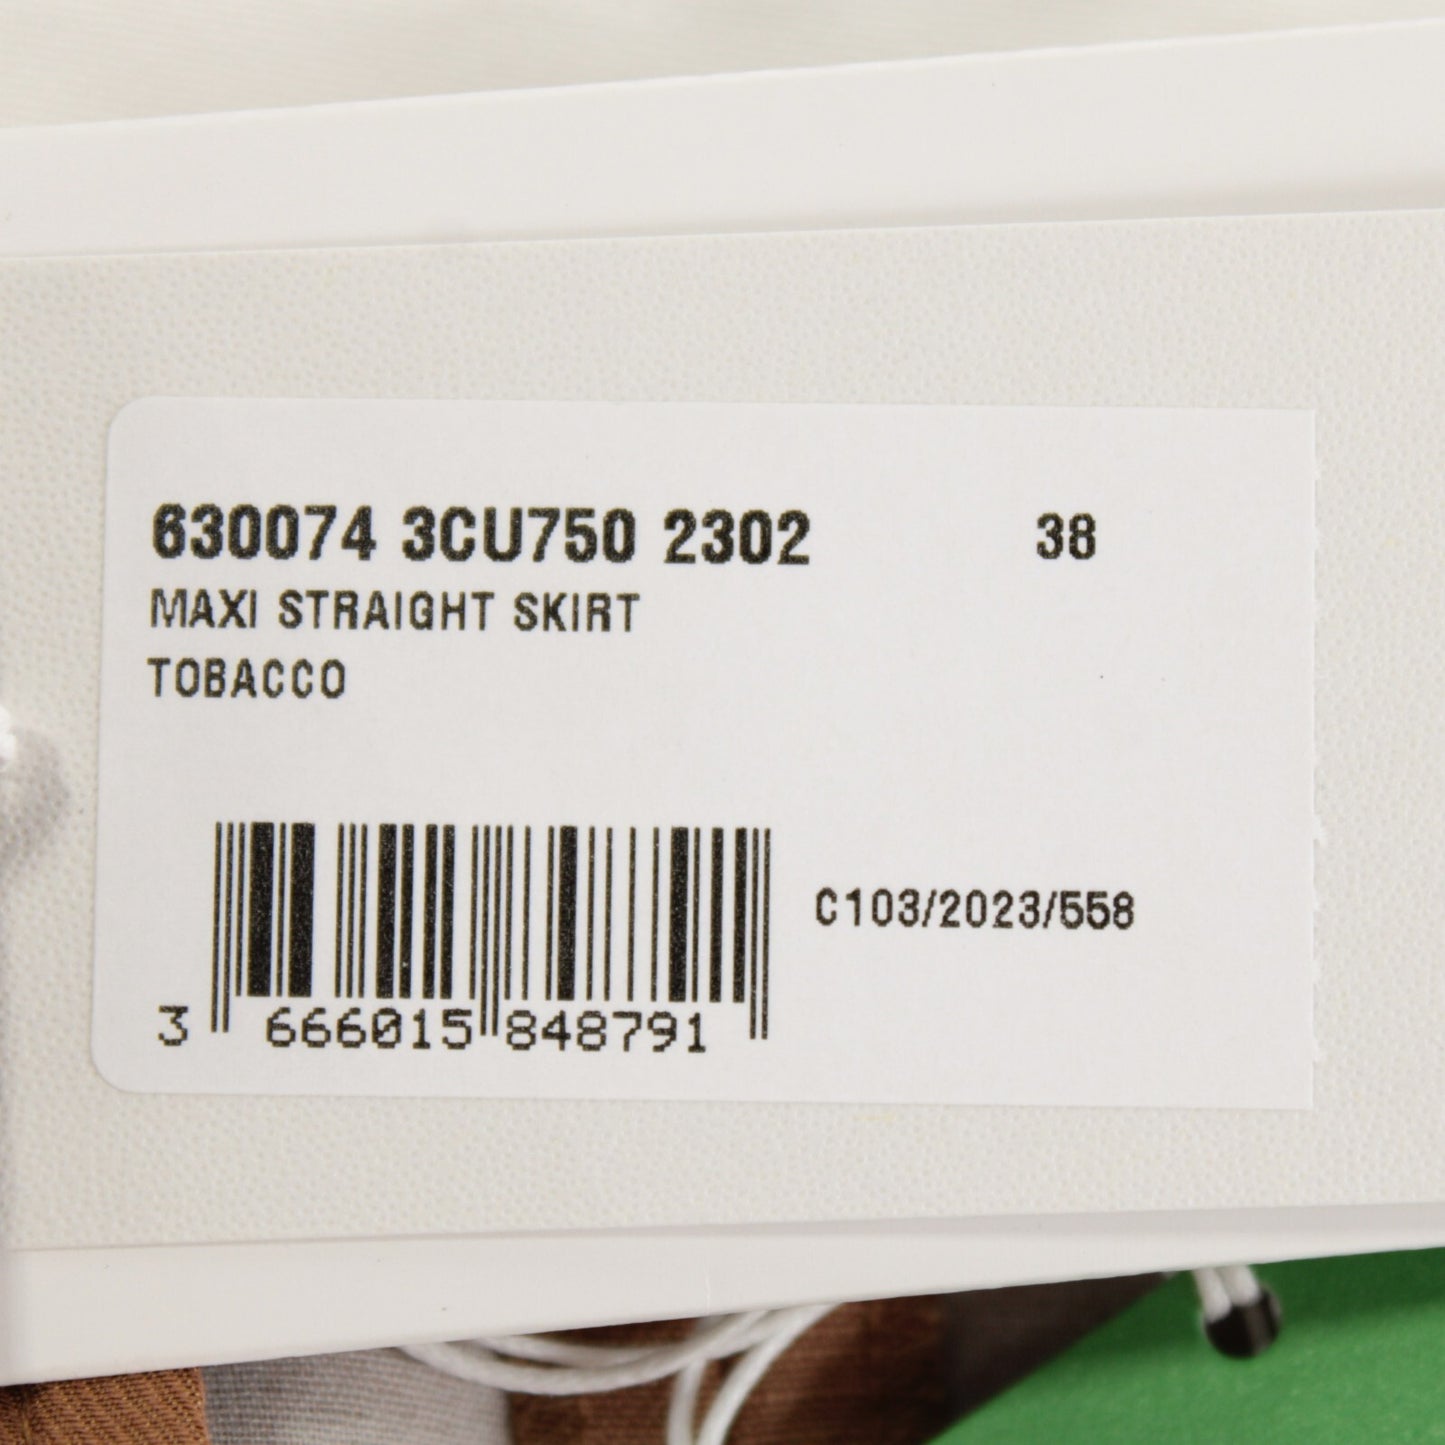 630074 3CU750 2302 38
MAXI STRAIGHT SKIRT
TOBACCO
C103/2023/558
3 666015 848791